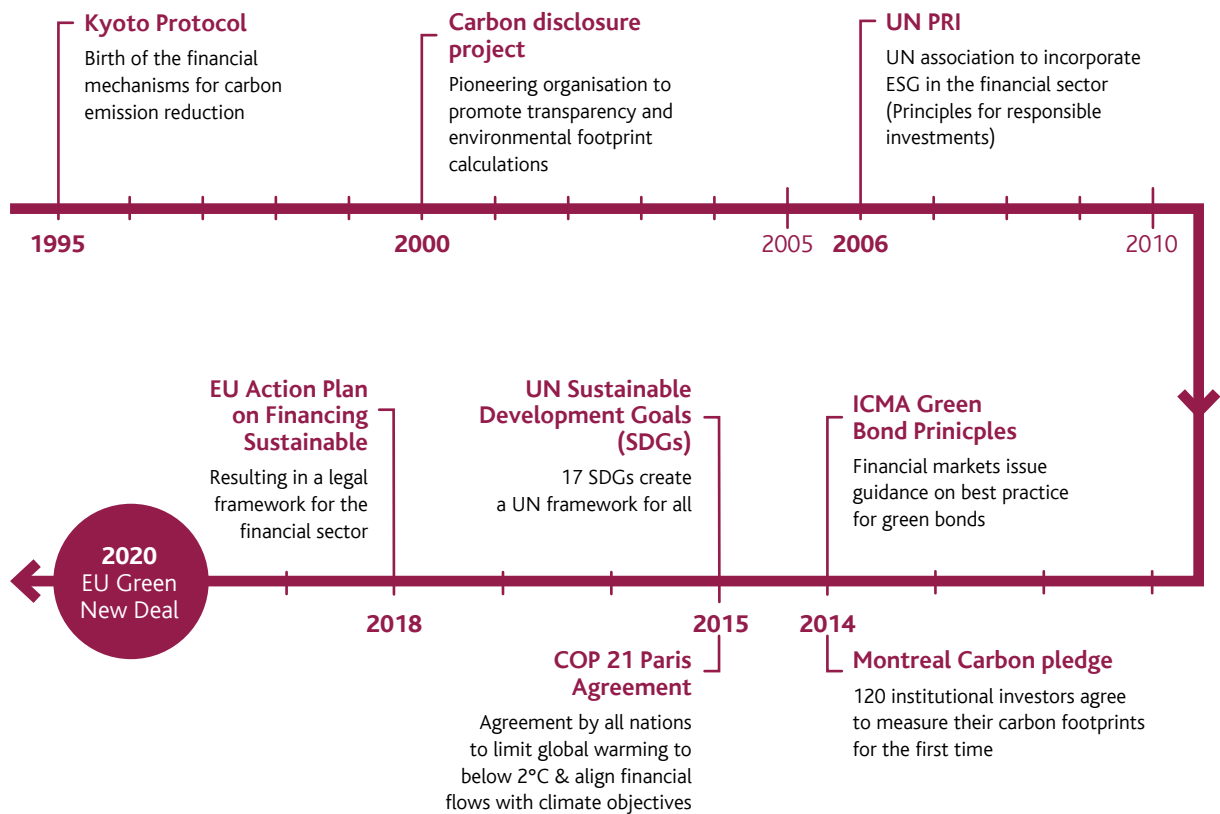 Kyoto Protocol
Birth of the financial
mechanisms for carbon
emission reduction
Carbon disclosure
project
Pioneering organisation to
promote transparency and
environmental footprint
calculations
UN PRI
UN association to incorporate
ESG in the financial sector
(Principles for responsible
investments)
1995
2000
2005
2006
2010
EU Action Plan
on Financing
Sustainable
Resulting in a legal
framework for the
financial sector
UN Sustainable
Development Goals
(SDGs)
17 SDGs create
a UN framework for all
ICMA Green
Bond Prinicples
Financial markets issue
guidance on best practice
for green bonds
2020
EU Green
New Deal
2018
2015
2014
COP 21 Paris
Agreement
Agreement by all nations
to limit global warming to
below 2°C & align financial
flows with climate objectives
Montreal Carbon pledge
120 institutional investors agree
to measure their carbon footprints
for the first time